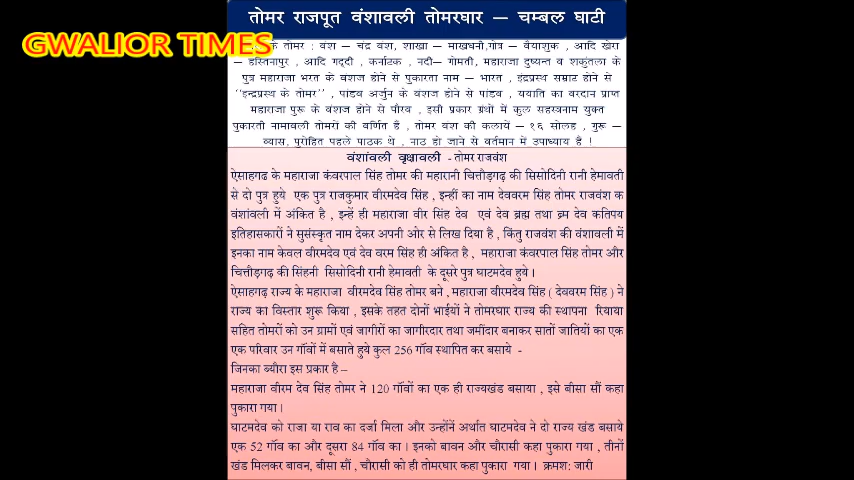 तोमर राजपूत वंशावली तोमरघार – चम्बल घाटी
GWALIOR TIMES
के तोमर : वंश – चंद्र वंश, शाखा – माखधनी,गोत्र – वैयाशुक , आदि खेरा
– हस्तिनापुर , आदि गद्दी , कर्नाटक , नदी– गोमती, महाराजा दुष्यन्त व शकुंतला के
पुत्र महाराजा भरत के वंशज होने से पुकारता नाम – भारत , इंद्रप्रस्थ सम्राट होने से
‘‘इन्द्रप्रस्थ के तोमर’’ , पांडव अर्जुन के वंशज होने से पांडव , ययाति का वरदान प्राप्त
महाराजा पुरू के वंशज होने से पौरव , इसी प्रकार ग्रंथो में कुल सहस्त्रनाम युक्त
पुकारती नामावली तोमरों की वर्णित है , तोमर वंश की कलायें – १६ सोलह , गुरू –
व्यास, पुरोहित पहले पाठक थे , नाठ हो जाने से वर्तमान में उपाध्याय है !
वंशांवली वृक्षावली - तोमर राजवंश
ऐसाहगढ के महाराजा कंवरपाल सिंह तोमर की महारानी चित्तौड़गढ़ की सिसोदिनी रानी हेमावती
से दो पुत्र हुये एक पुत्र राजकुमार वीरमदेव सिंह , इन्हीं का नाम देववरम सिंह तोमर राजवंश क
वंशांवली में अंकित है , इन्हें ही महाराजा वीर सिंह देव एवं देव ब्रह्म तथा ब्रम देव कतिपय
इतिहासकारों ने सुसंस्कृत नाम देकर अपनी ओर से लिख दिया है , किंतु राजवंश की वंशावली में
इनका नाम केवल वीरमदेव एवं देव वरम सिंह ही अंकित है , महाराजा कंवरपाल सिंह तोमर और
चित्तौड़गढ़ की सिंहनी सिसोदिनी रानी हेमावती के दूसरे पुत्र घाटमदेव हुये ।
ऐसाहगढ़ राज्य के महाराजा वीरमदेव सिंह तोमर बने , महाराजा वीरमदेव सिंह ( देववरम सिंह ) ने
राज्य का विस्तार शुरू किया , इसके तहत दोनों भाईयों ने तोमरघार राज्य की स्थापना रियाया
सहित तोमरों को उन ग्रामों एवं जागीरों का जागीरदार तथा जमींदार बनाकर सातों जातियों का एक
एक परिवार उन गॉवों में बसाते हुये कुल 256 गॉव स्थापित कर बसाये -
जिनका ब्यौरा इस प्रकार है –
महाराजा वीरम देव सिंह तोमर ने 120 गॉवों का एक ही राज्यखंड बसाया , इसे बीसा सौं कहा
पुकारा गया ।
घाटमदेव को राजा या राव का दर्जा मिला और उन्होंनें अर्थात घाटमदेव ने दो राज्य खंड बसाये
एक 52 गॉव का और दूसरा 84 गॉव का । इनको बावन और चौरासी कहा पुकारा गया , तीनों
खंड मिलकर बावन, बीसा सौं , चौरासी को ही तोमरघार कहा पुकारा गया । क्रमश: जारी